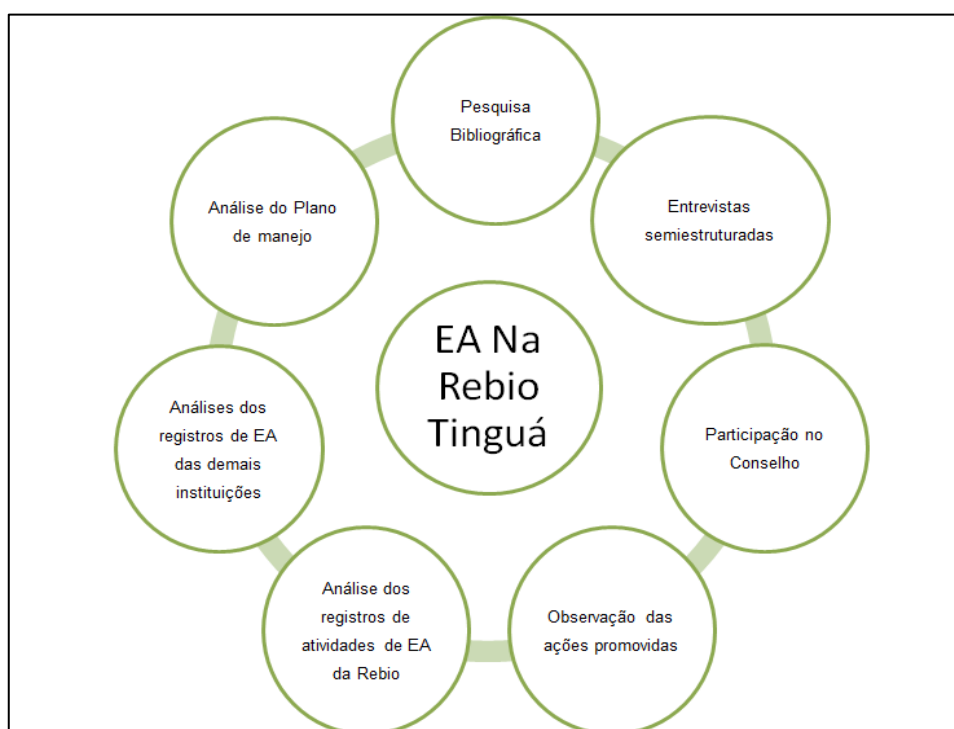 Pesquisa
Bibliográfica
Entrevistas
semiestruturadas
Participação no
Conselho
Observação das
ações promovidas
Análise dos
registros de
atividades de EA
da Rebio
Análises dos
registros de EA
das demais
instituições
Análise do Plano
de manejo
EA Na
Rebio
Tinguá